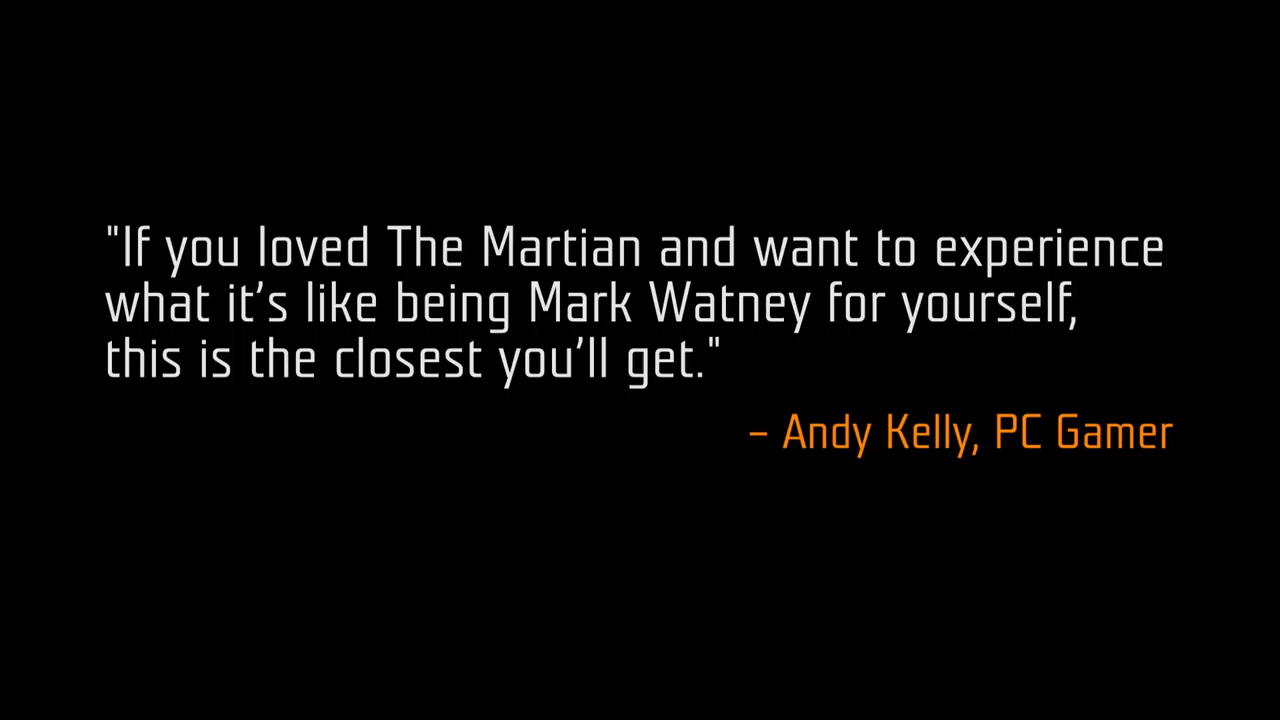 "If you loved The Martian and want to experience
what it’s like being Mark Watney for yourself,
this is the closest you’ll get."
– Andy Kelly, PC Gamer